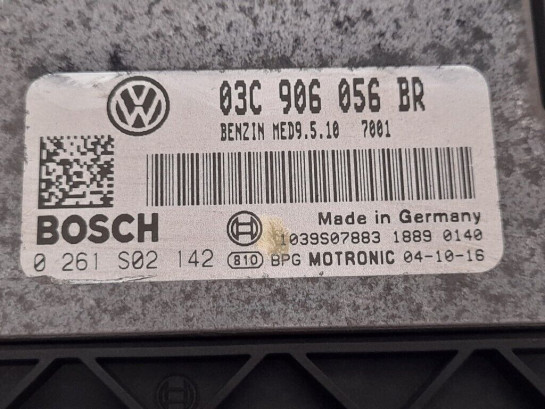 03C 906 056 BR
BENZIN MED9.5.10 7001
BOSCH
Made in Germany
1039S07883 1889 0140
0 261 S02 142 810 BPG MOTRONIC 04-10-16